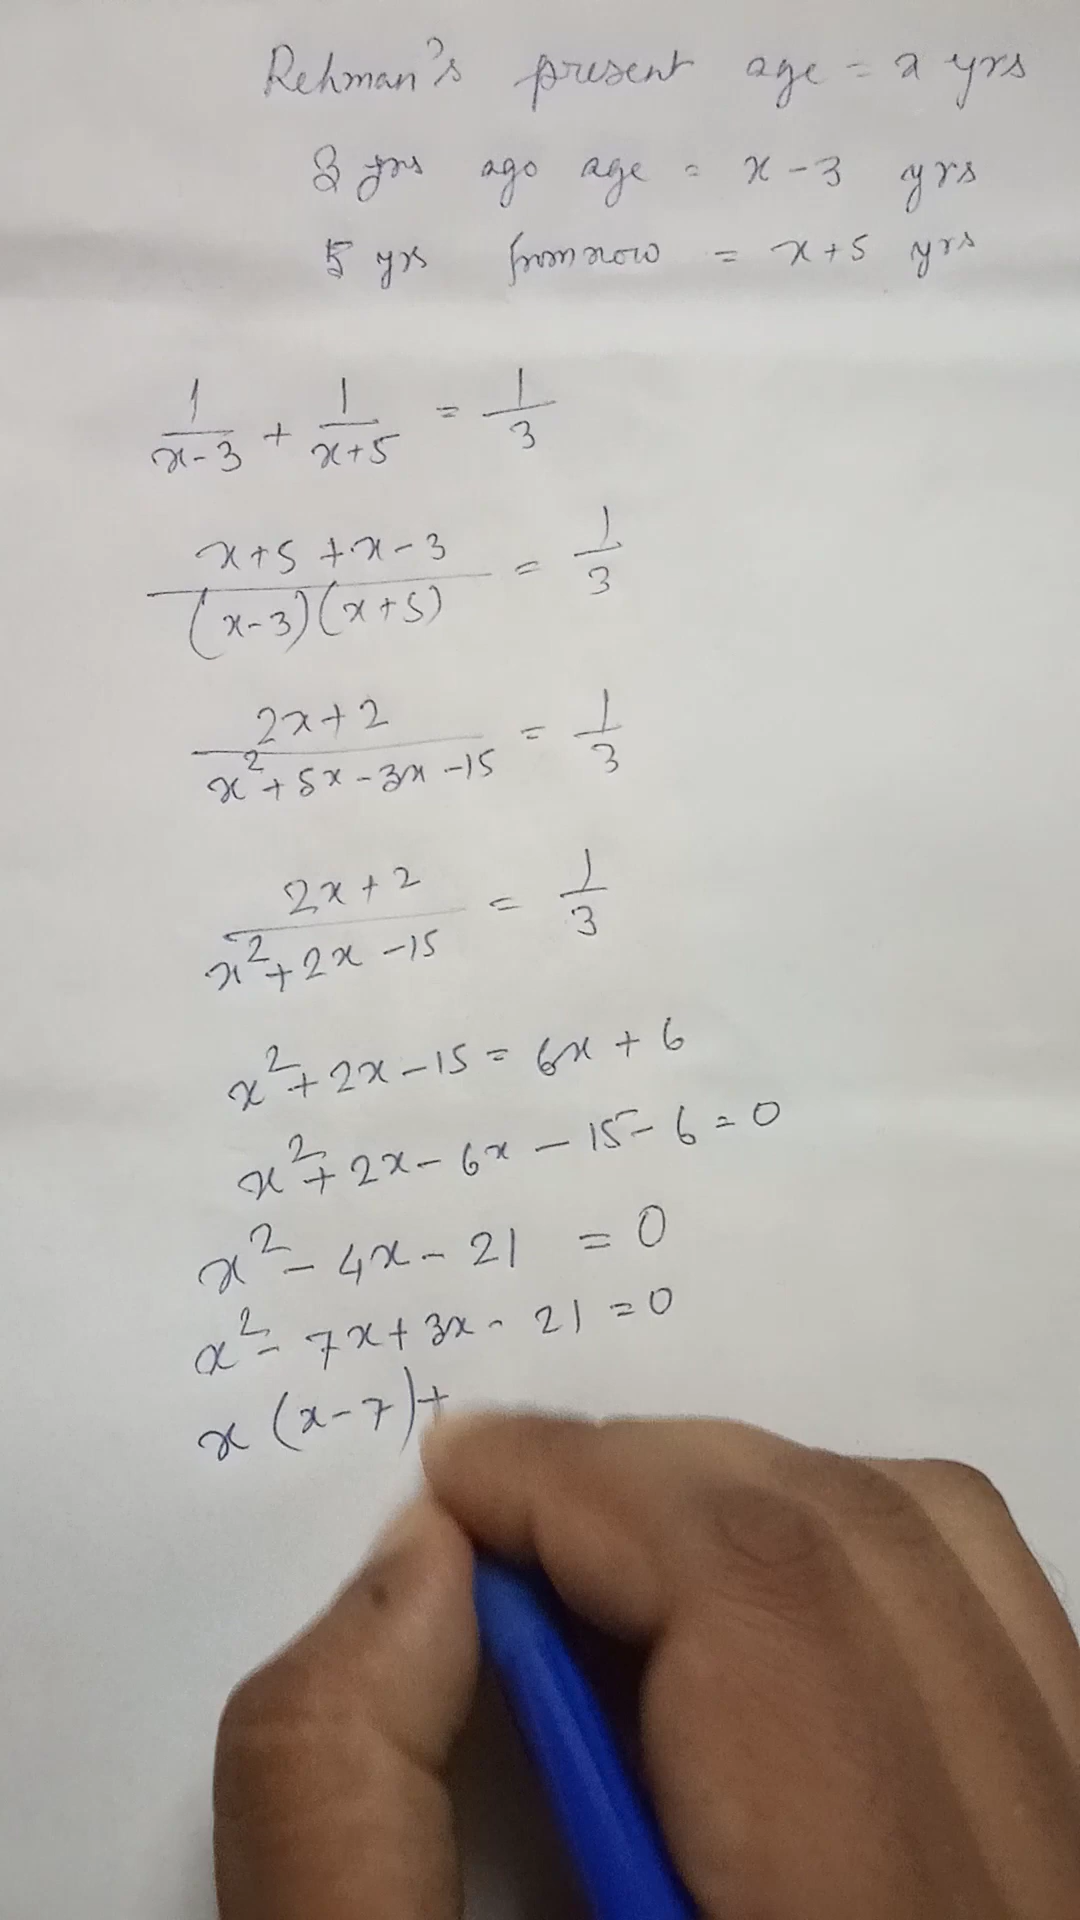 Rehman's present age = x yrs
3 yrs ago age = x-3 yrs
5 yrs from now = x+5 yrs
1/(x-3) + 1/(x+5) = 1/3
(x+5+x-3)/((x-3)(x+5)) = 1/3
(2x+2)/(x²+5x-3x-15) = 1/3
(2x+2)/(x²+2x-15) = 1/3
x²+2x-15 = 6x+6
x²+2x-6x-15-6=0
x²-4x-21 = 0
x²-7x+3x-21=0
x(x-7)+